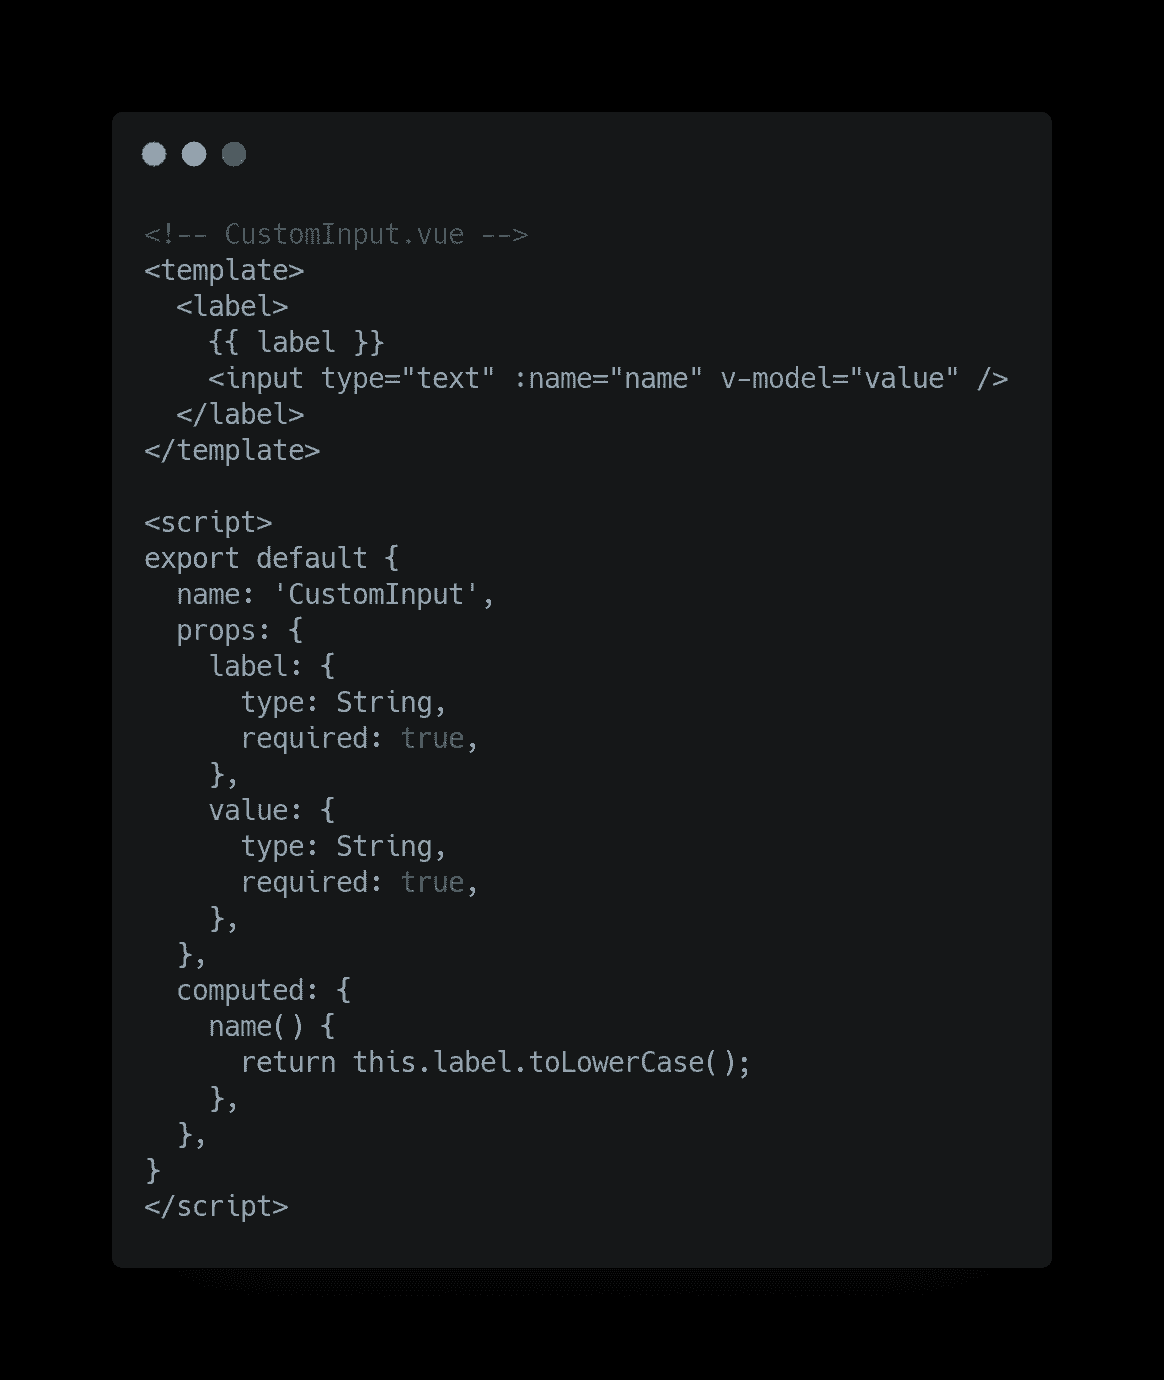 <!-- CustomInput.vue -->
<template>
  <label>
    {{ label }}
    <input type="text" :name="name" v-model="value" />
  </label>
</template>

<script>
export default {
  name: 'CustomInput',
  props: {
    label: {
      type: String,
      required: true,
    },
    value: {
      type: String,
      required: true,
    },
  },
  computed: {
    name() {
      return this.label.toLowerCase();
    },
  },
}
</script>